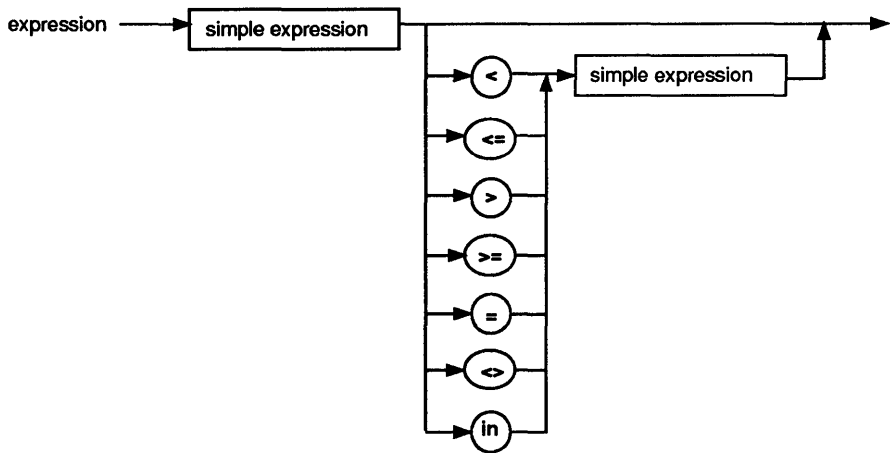 expression simple expression
< simple expression
<=
>
>=
=
<>
in